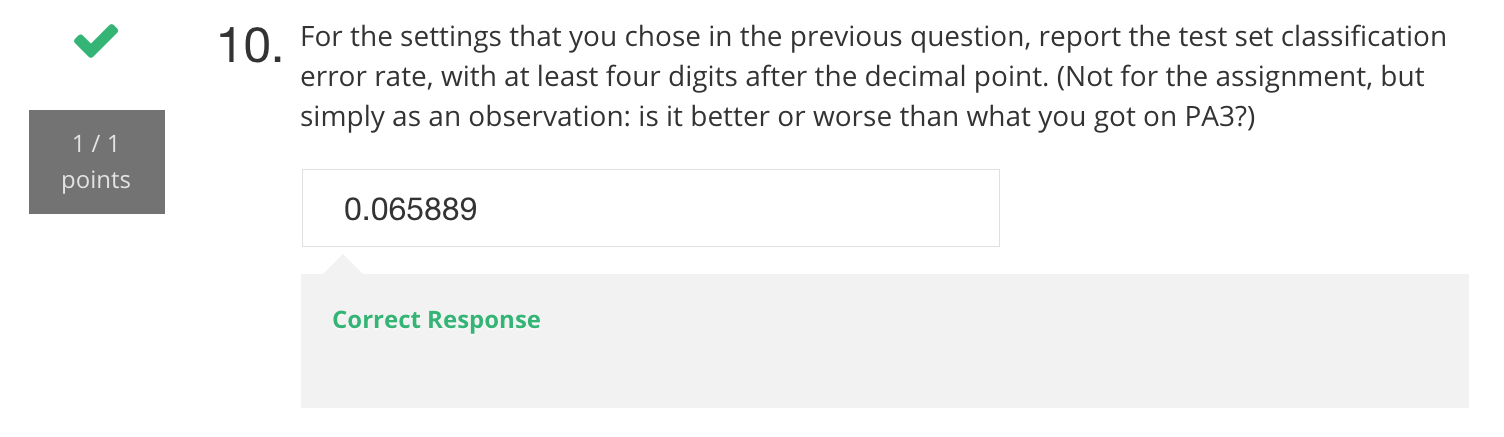 10. For the settings that you chose in the previous question, report the test set classification
error rate, with at least four digits after the decimal point. (Not for the assignment, but
simply as an observation: is it better or worse than what you got on PA3?)
1 / 1
points
0.065889
Correct Response